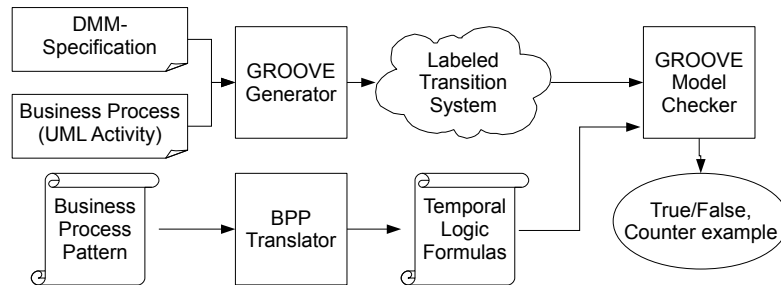 DMM-
Specification
Business Process
(UML Activity)
GROOVE
Generator
Labeled
Transition
System
GROOVE
Model
Checker
Business
Process
Pattern
BPP
Translator
Temporal
Logic
Formulas
True/False,
Counter example